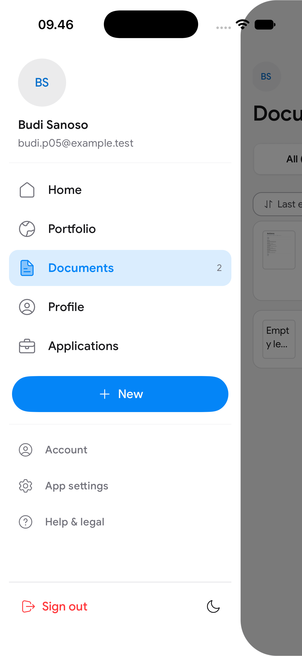 09.46
BS
Budi Sanoso
budi.p05@example.test
Home
Portfolio
Documents 2
Profile
Applications
+ New
Account
App settings
Help & legal
Sign out
BS
Docu
All
Last e
Empt
y le...